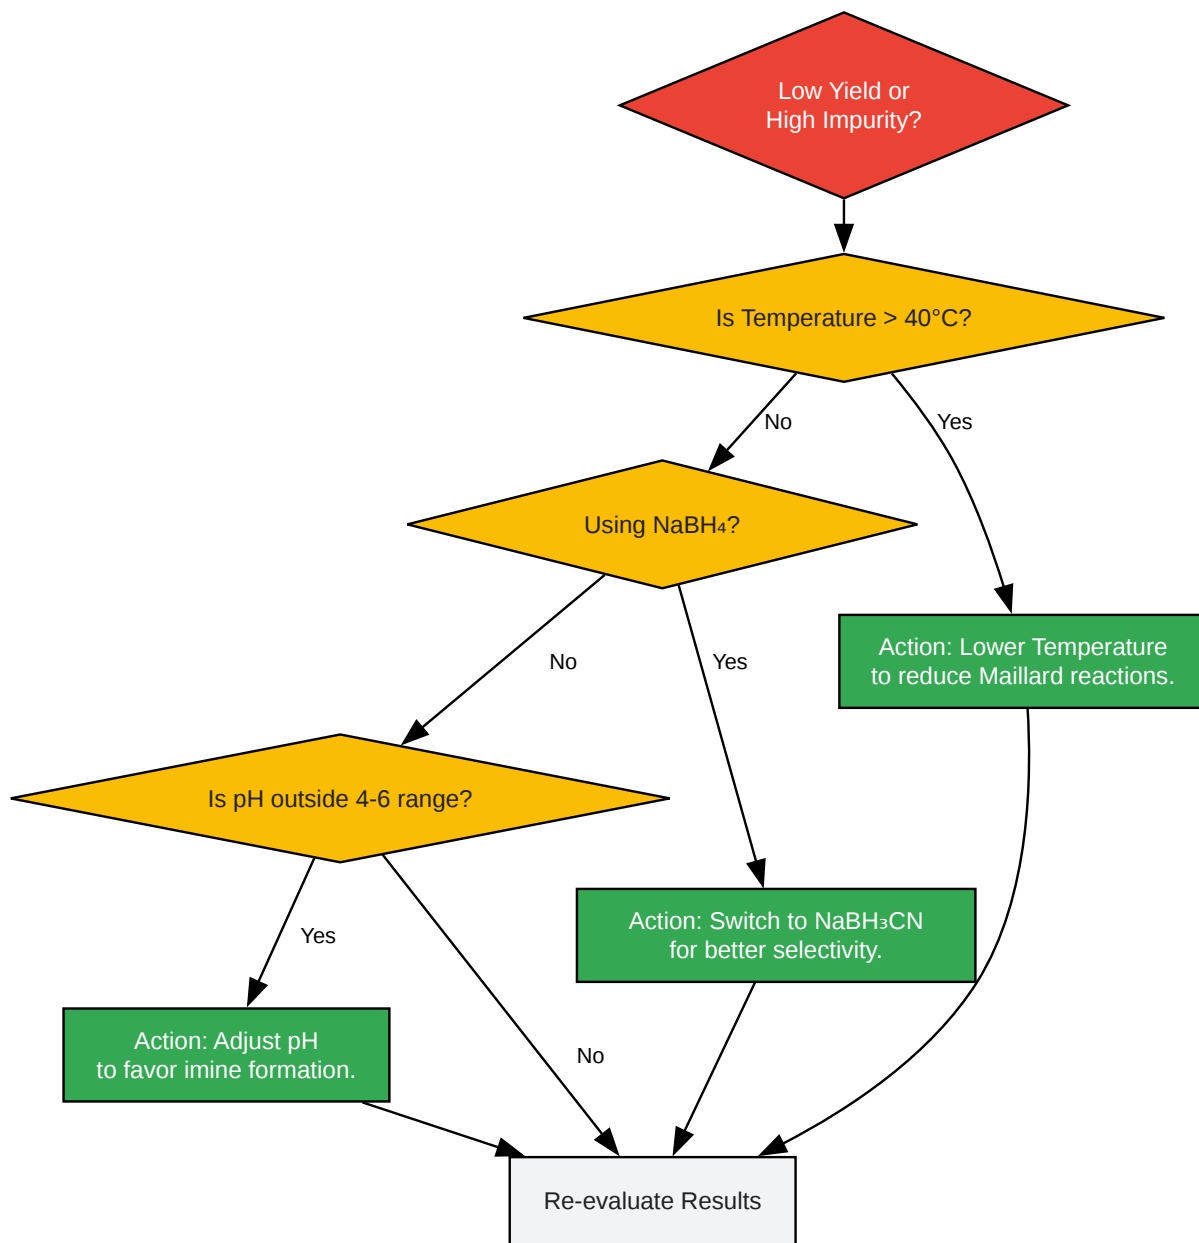 Low Yield or
High Impurity?
Is Temperature > 40°C?
No
Yes
Using NaBH₄?
No
Yes
Action: Lower Temperature
to reduce Maillard reactions.
Is pH outside 4-6 range?
Yes
No
Action: Switch to NaBH₃CN
for better selectivity.
Action: Adjust pH
to favor imine formation.
Re-evaluate Results